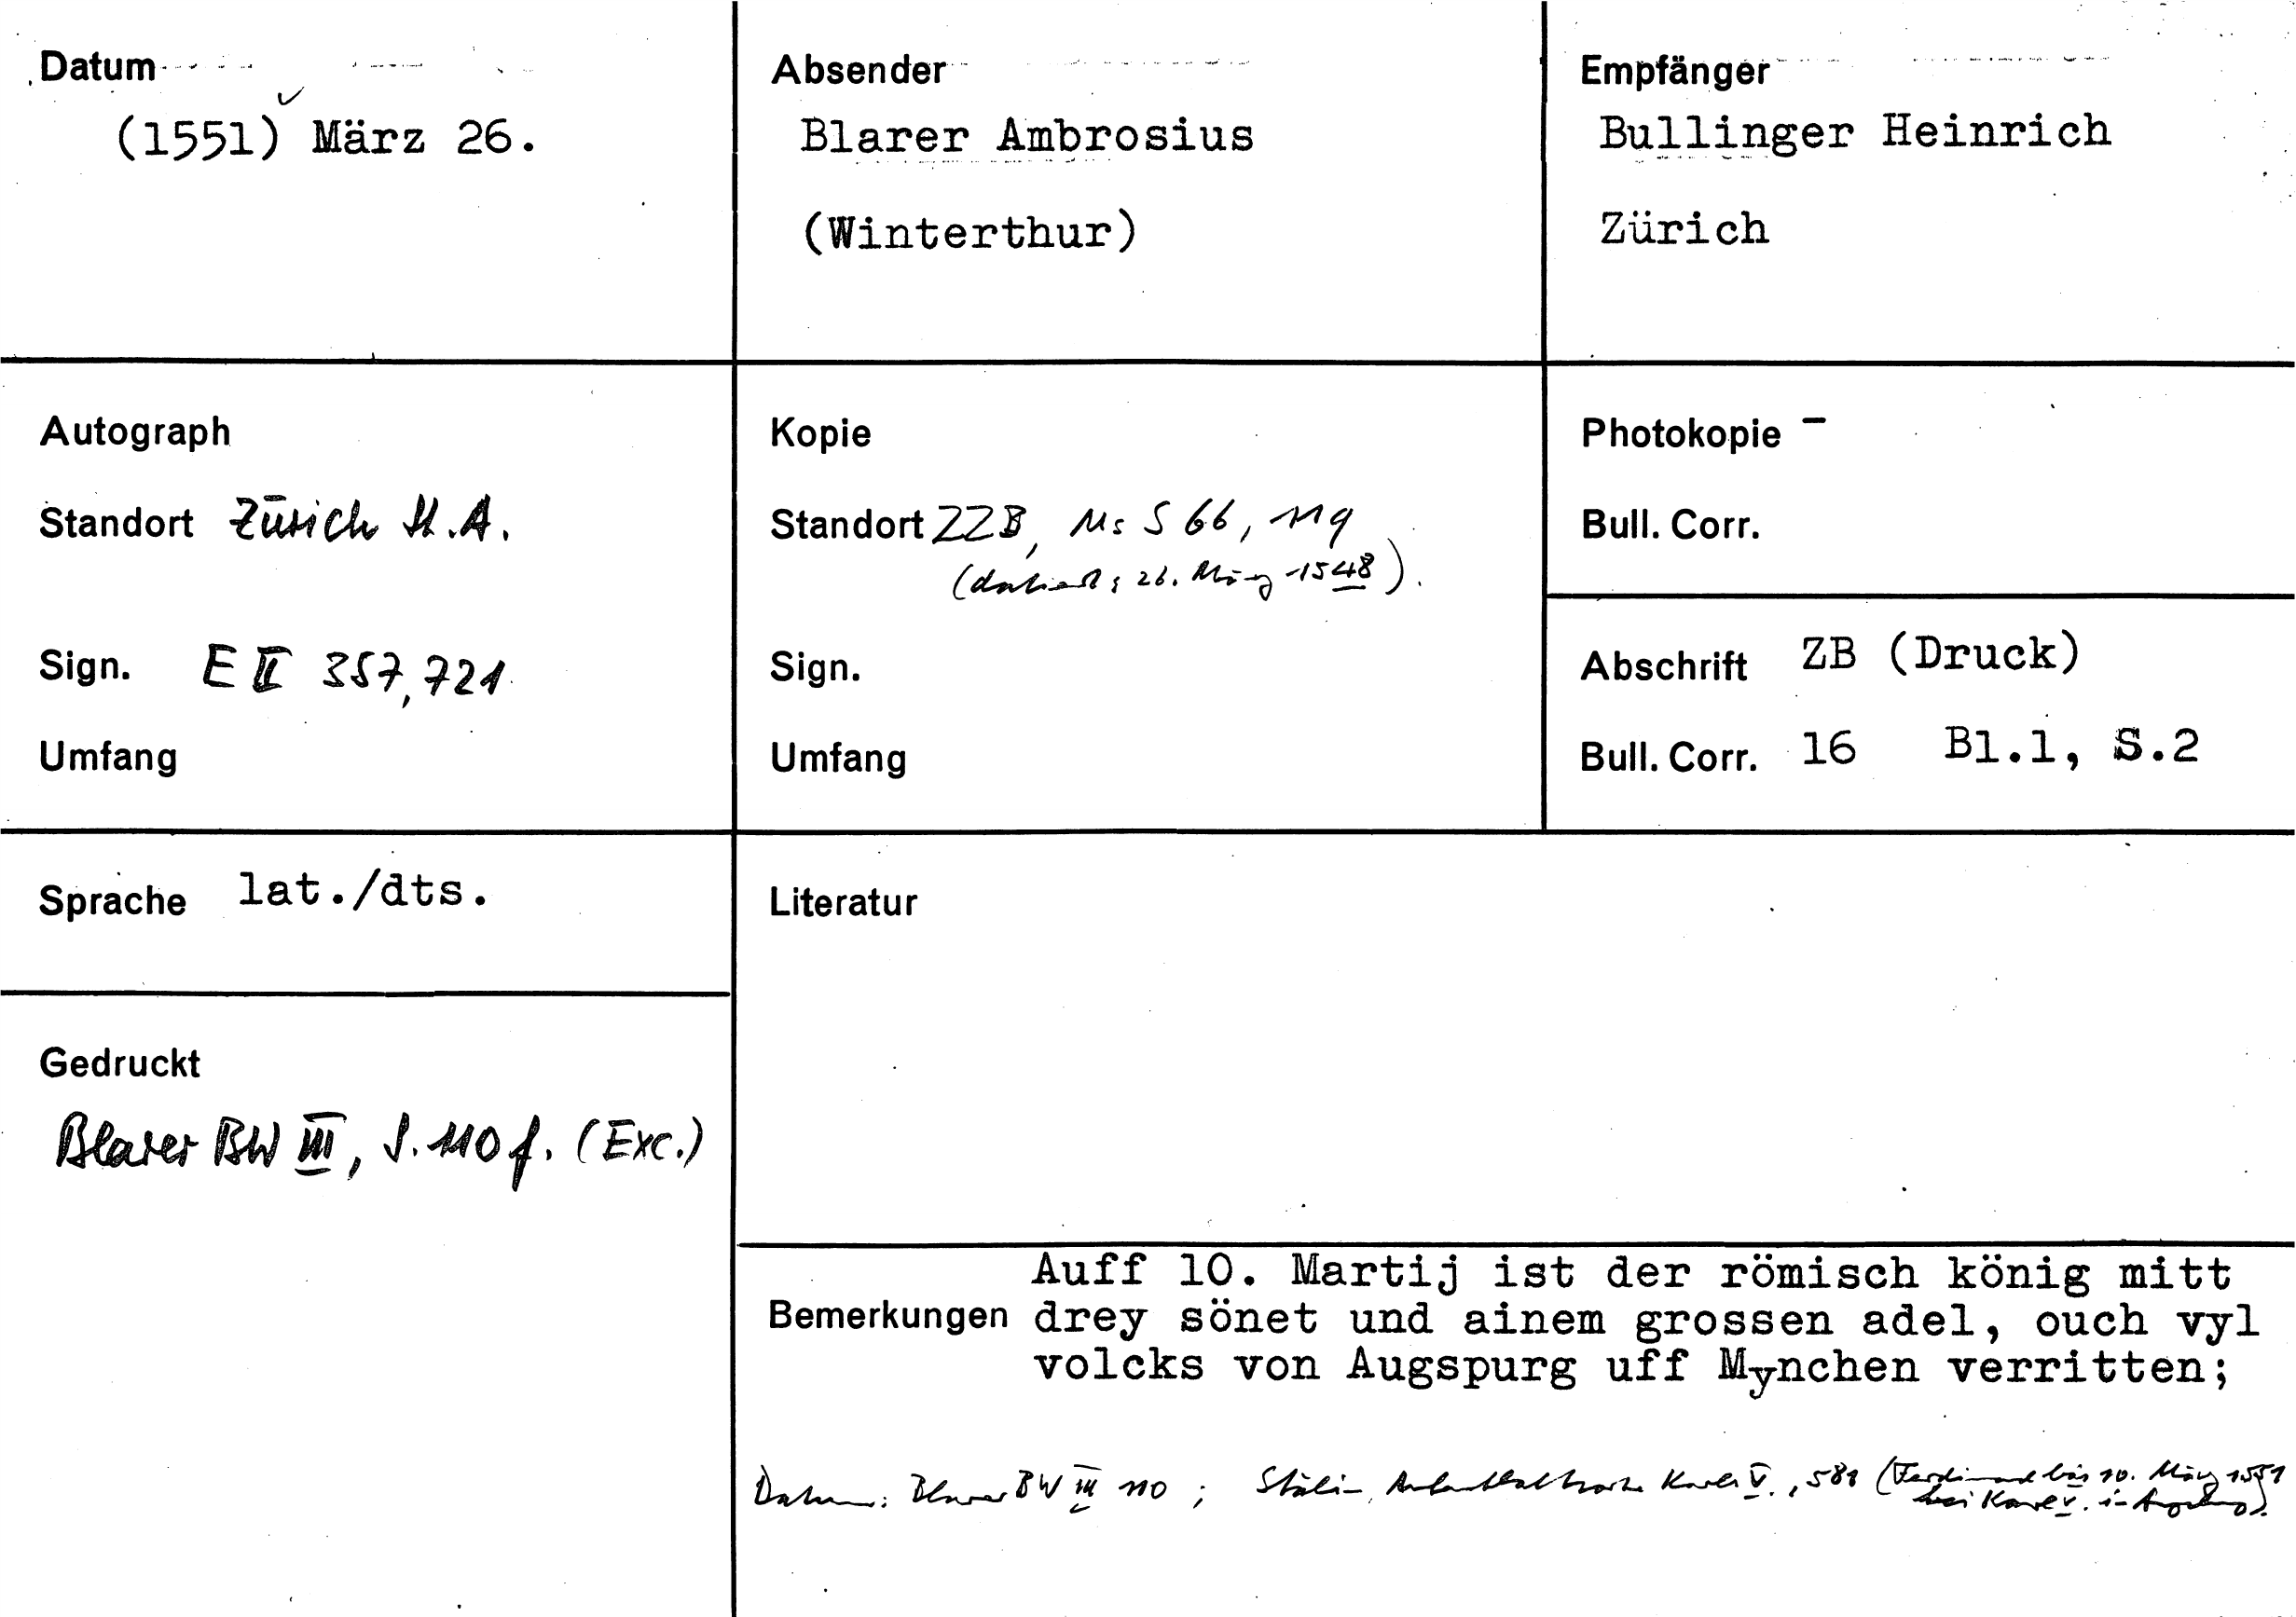 Datum
(1551) März 26.
Absender
Blarer Ambrosius
(Winterthur)
Empfänger
Bullinger Heinrich
Zürich
Autograph
Standort Zürich St.A.
Sign. E II 357, 721
Umfang
Kopie
Standort ZZB, Ms S 66, 119
(datiert: 26. März 1548).
Sign.
Umfang
Photokopie -
Bull. Corr.
Abschrift ZB (Druck)
Bull. Corr. 16 Bl.1, S.2
Sprache lat./dts.
Literatur
Gedruckt
Blarer BW III, S. 110 f. (Exc.)
Bemerkungen
Auff 10. Martij ist der römisch könig mitt
drey sönet und ainem grossen adel, ouch vyl
volcks von Augspurg uff Mynchen verritten;
Datum: Blarer BW III 110 ; Stälin, Aufenthaltsorte Karls V., 581 (Ferdinand bis 10. März 1551
bei Karl V. in Augsburg).